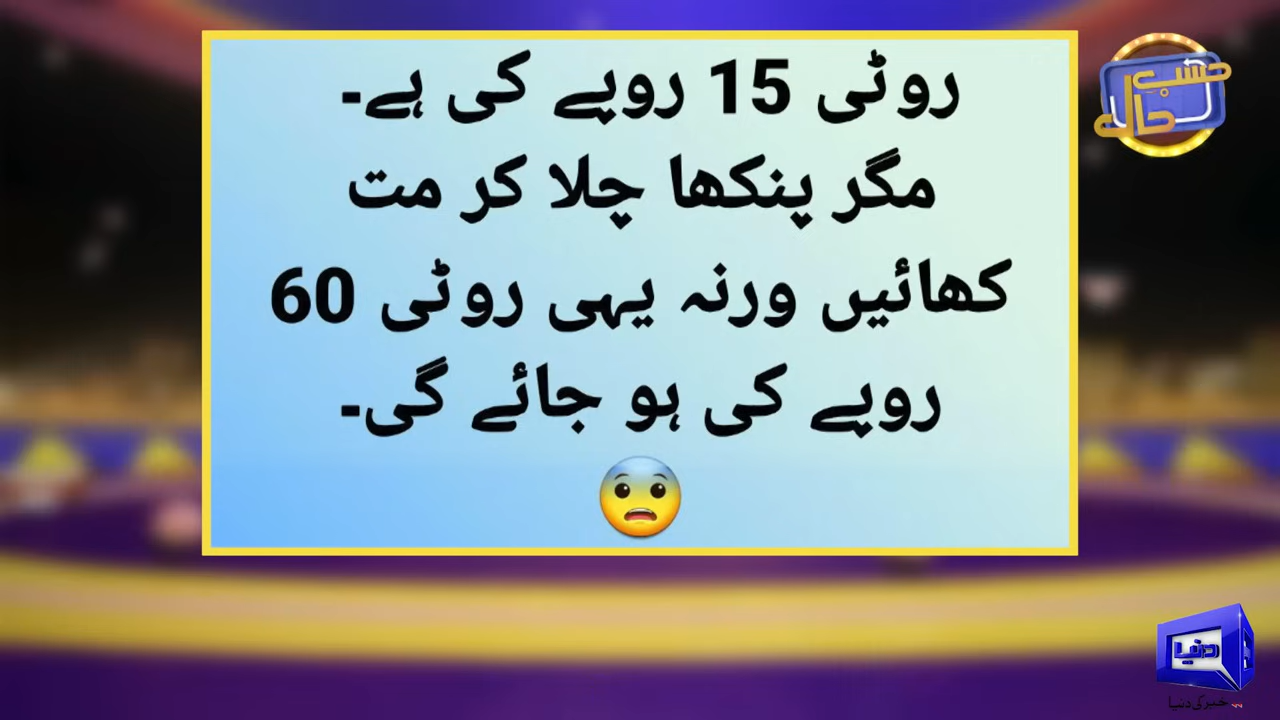 روٹی 15 روپے کی ہے۔
مگر پنکھا چلا کر مت
کھائیں ورنہ یہی روٹی 60
روپے کی ہو جائے گی۔
😨
حسب
حال
دنیا
خبر کی دنیا